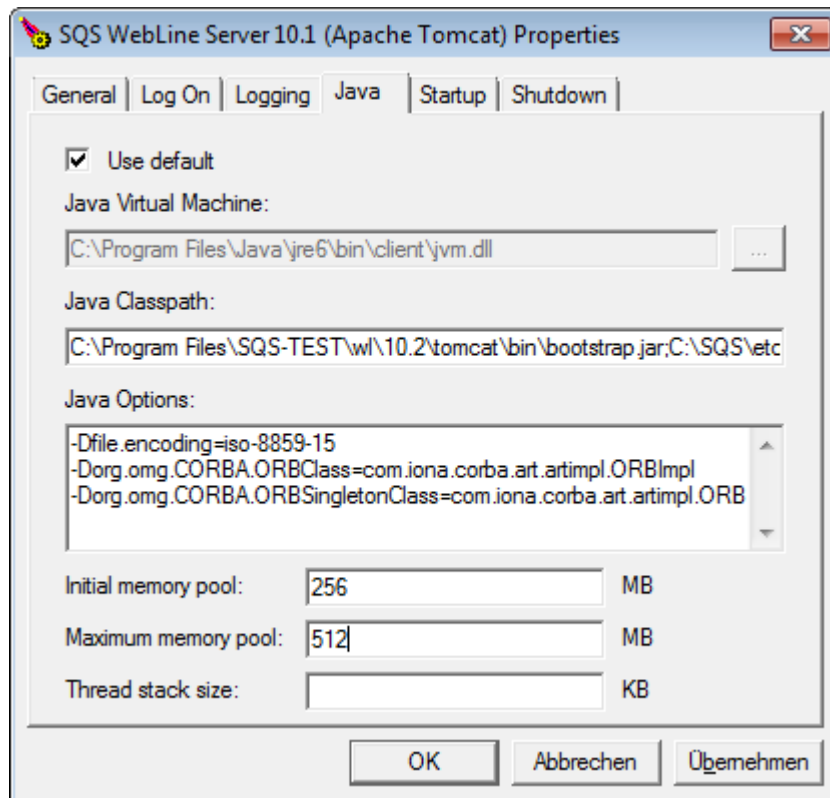 SQS WebLine Server 10.1 (Apache Tomcat) Properties
General Log On Logging Java Startup Shutdown
Use default
Java Virtual Machine:
C:\Program Files\Java\jre6\bin\client\jvm.dll
...
Java Classpath:
C:\Program Files\SQS-TEST\wl\10.2\tomcat\bin\bootstrap.jar;C:\SQS\etc
Java Options:
-Dfile.encoding=iso-8859-15
-Dorg.omg.CORBA.ORBClass=com.iona.corba.art.artimpl.ORBImpl
-Dorg.omg.CORBA.ORBSingletonClass=com.iona.corba.art.artimpl.ORB
Initial memory pool: 256 MB
Maximum memory pool: 512 MB
Thread stack size: KB
OK Abbrechen Übernehmen